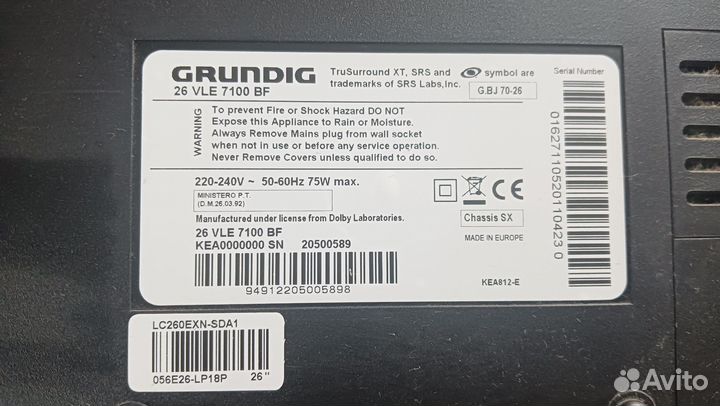 GRUNDIG
26 VLE 7100 BF
TruSurround XT, SRS and symbol are
trademarks of SRS Labs,Inc.
G.BJ 70-26
Serial Number
WARNING
To prevent Fire or Shock Hazard DO NOT
Expose this Appliance to Rain or Moisture.
Always Remove Mains plug from wall socket
when not in use or before any service operation.
Never Remove Covers unless qualified to do so.
220-240V ~ 50-60Hz 75W max.
MINISTERO P.T.
(D.M.26.03.92)
Manufactured under license from Dolby Laboratories.
26 VLE 7100 BF
KEA0000000 SN 20500589
94912205005898
CE
Chassis SX
MADE IN EUROPE
KEA812-E
01627110520110423 0
LC260EXN-SDA1
056E26-LP18P 26"
Avito